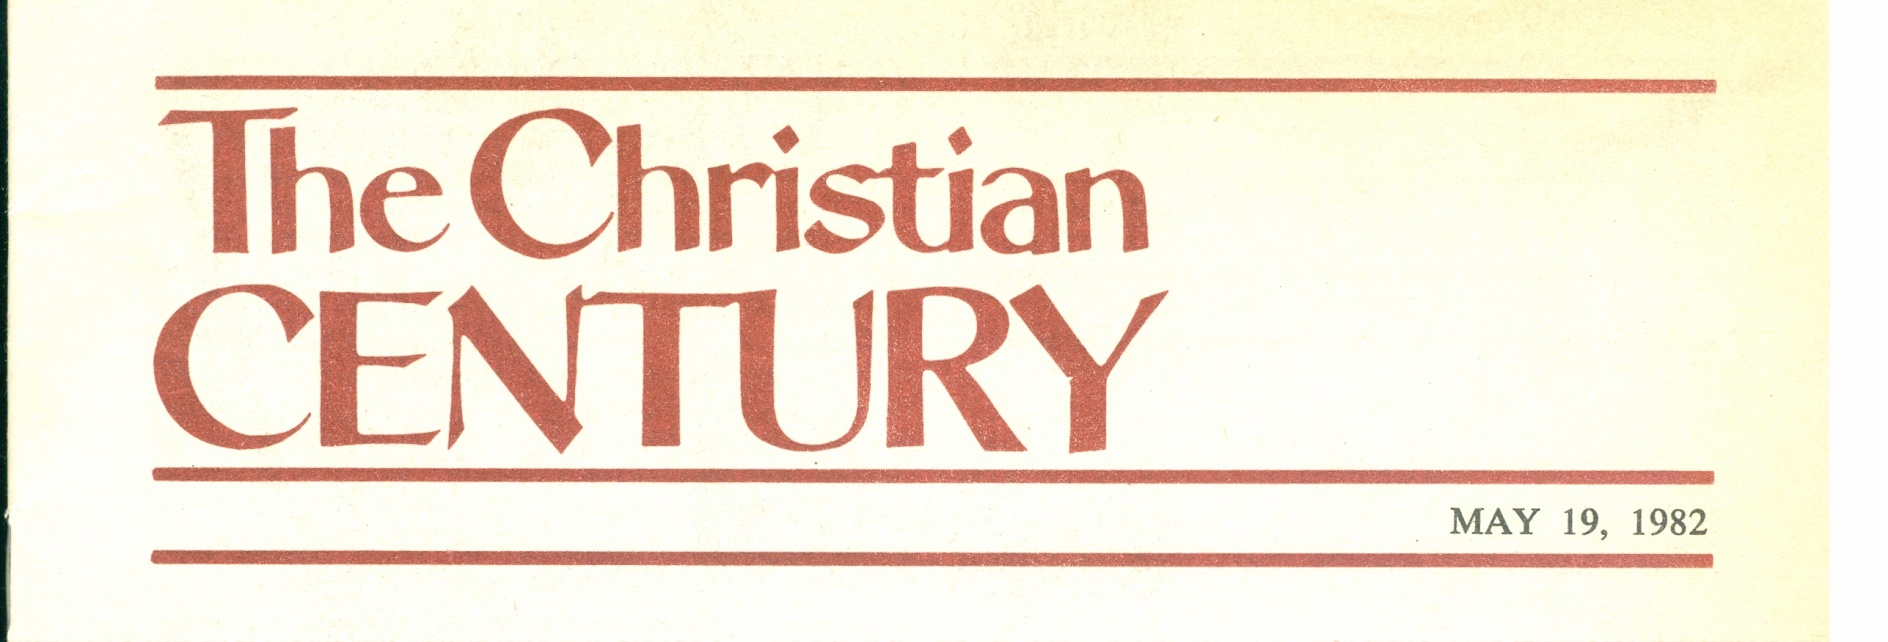 The Christian
CENTURY
MAY 19, 1982